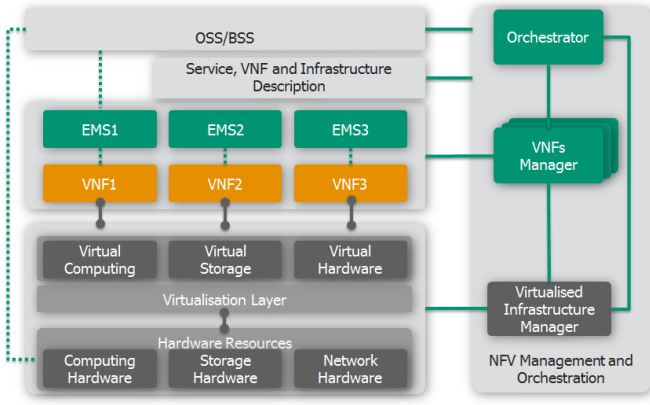 OSS/BSS
Orchestrator
Service, VNF and Infrastructure
Description
EMS1
EMS2
EMS3
VNFs
Manager
VNF1
VNF2
VNF3
Virtual
Computing
Virtual
Storage
Virtual
Hardware
Virtualisation Layer
Virtualised
Infrastructure
Manager
Hardware Resources
Computing
Hardware
Storage
Hardware
Network
Hardware
NFV Management and
Orchestration